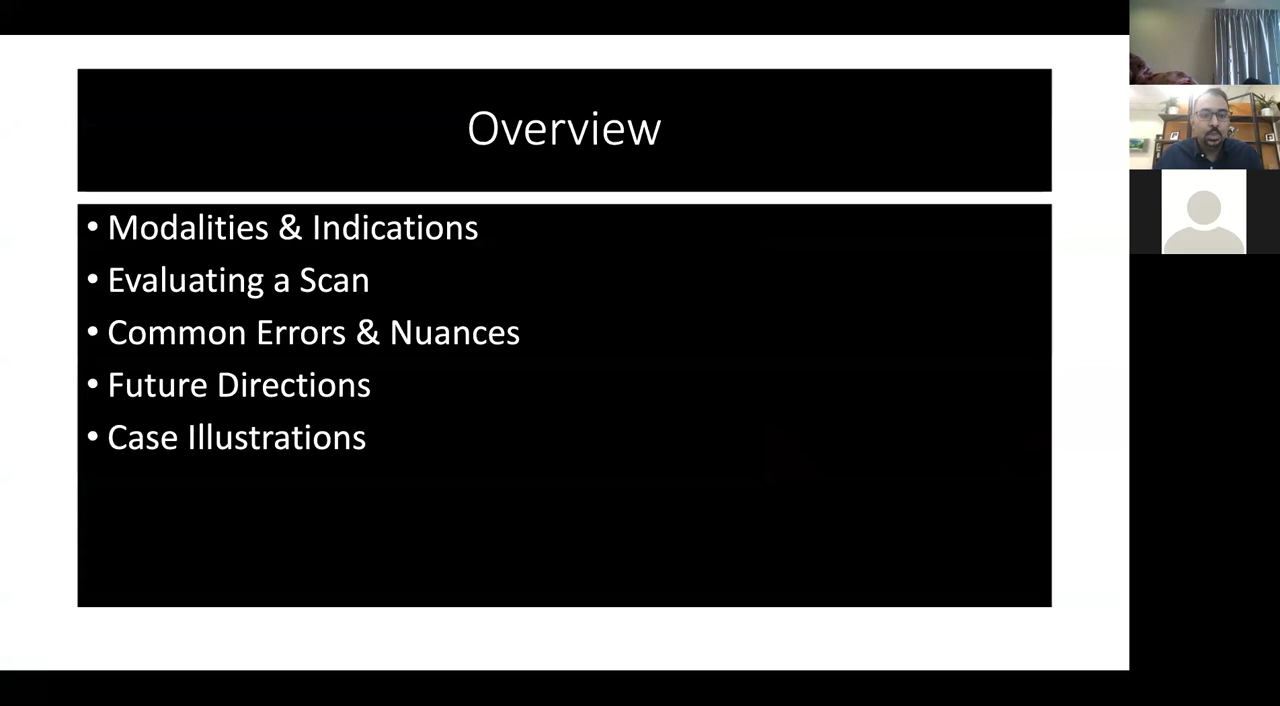 Overview
• Modalities & Indications
• Evaluating a Scan
• Common Errors & Nuances
• Future Directions
• Case Illustrations